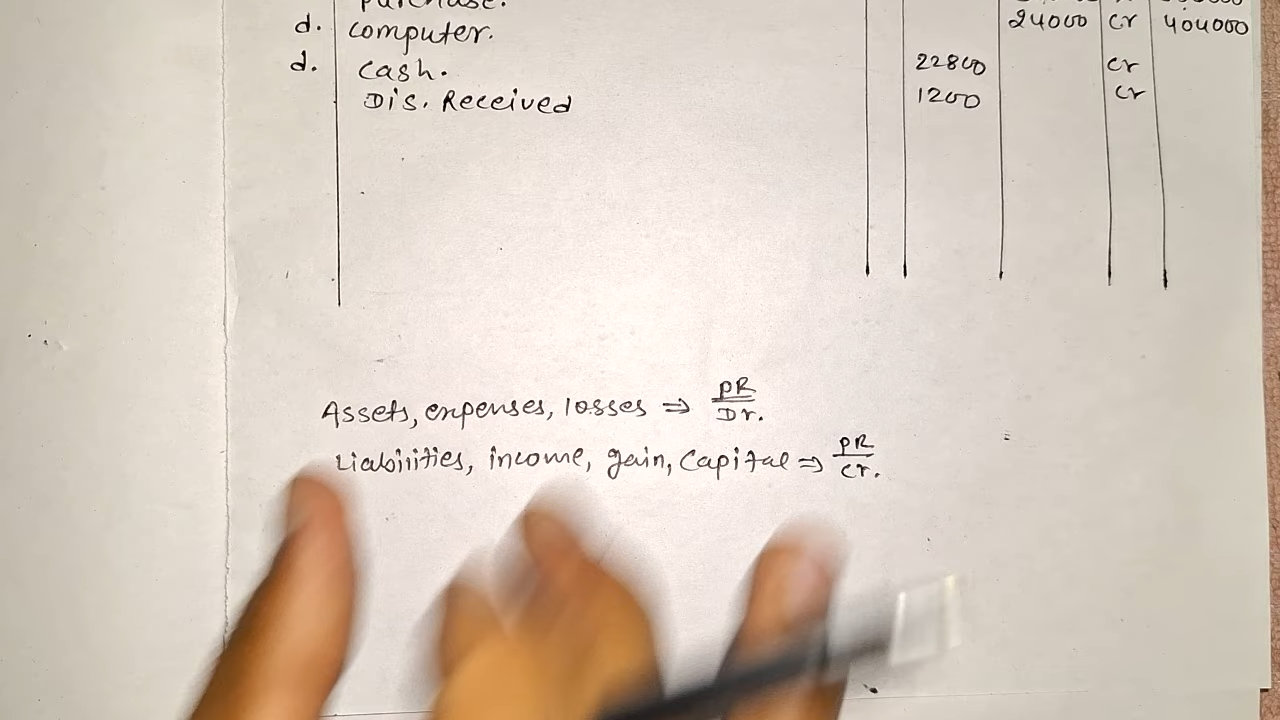 purchase.
d. Computer. 24000 cr 404000
d. Cash. 22800 cr
Dis. Received 1200 cr
Assets, expenses, losses ⇒ PR/Dr.
Liabilities, income, gain, Capital ⇒ PR/Cr.